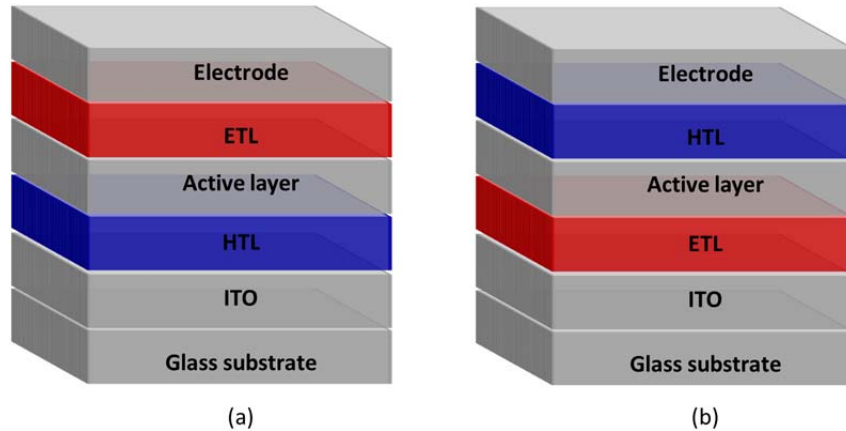 Electrode
ETL
Active layer
HTL
ITO
Glass substrate
(a)
Electrode
HTL
Active layer
ETL
ITO
Glass substrate
(b)